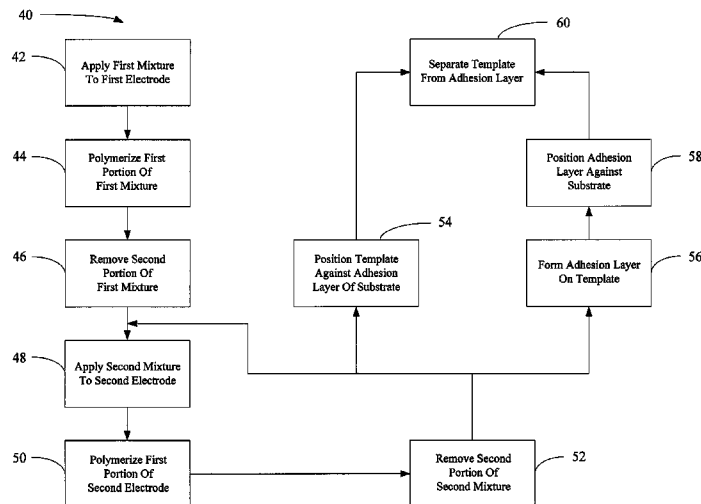 40
42
Apply First Mixture
To First Electrode
44
Polymerize First
Portion Of
First Mixture
46
Remove Second
Portion Of
First Mixture
48
Apply Second Mixture
To Second Electrode
50
Polymerize First
Portion Of
Second Electrode
52
Remove Second
Portion Of
Second Mixture
54
Position Template
Against Adhesion
Layer Of Substrate
56
Form Adhesion Layer
On Template
58
Position Adhesion
Layer Against
Substrate
60
Separate Template
From Adhesion Layer